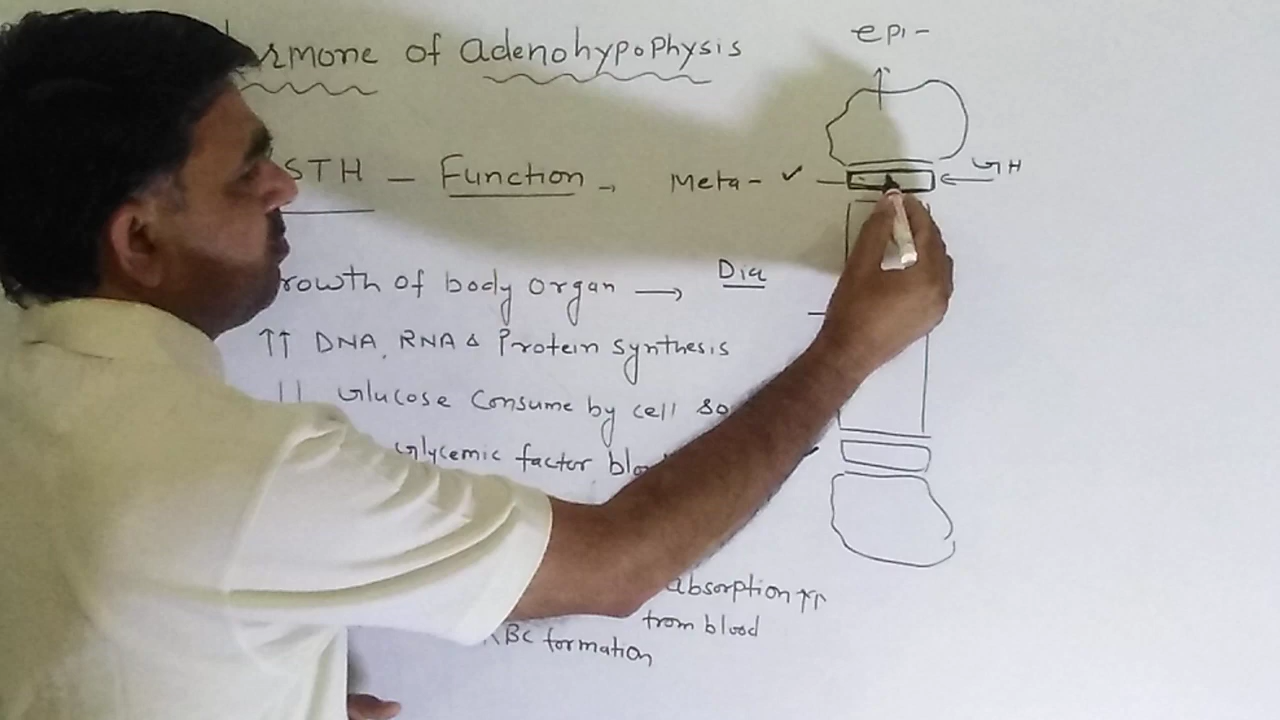 epi-
rmone of adenohypophysis
STH - Function → Meta- ✓
GH
rowth of body organ → Dia
↑↑ DNA, RNA & Protein synthesis
Glucose Consume by cell so
Glycemic factor blo
absorption ↑↑
from blood
RBC formation